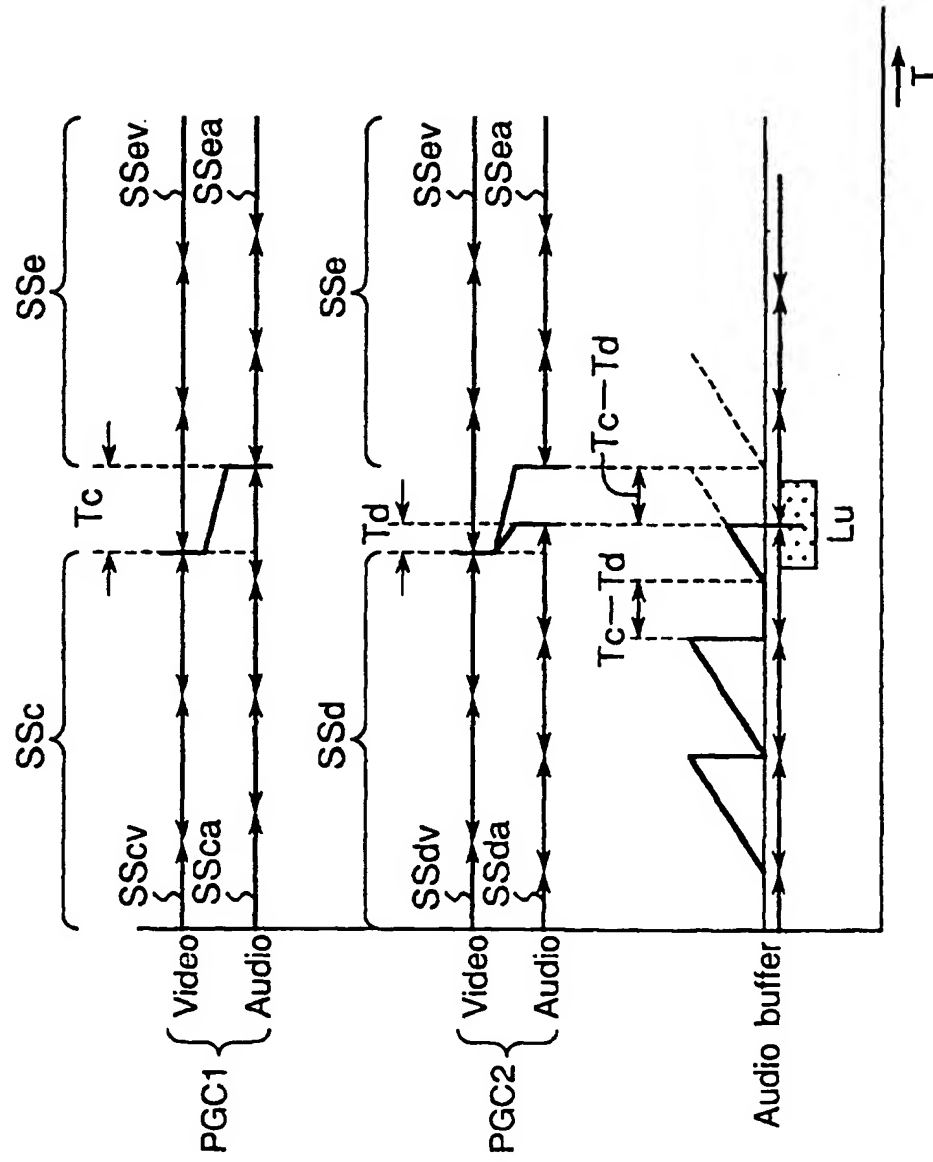 SSc
SSe
Tc
SScv
SSev
Video
SSca
SSea
Audio
PGC1
SSd
SSe
Td
SSdv
SSev
Video
SSda
SSea
Audio
PGC2
Tc—Td
Tc—Td
Audio buffer
Lu
T